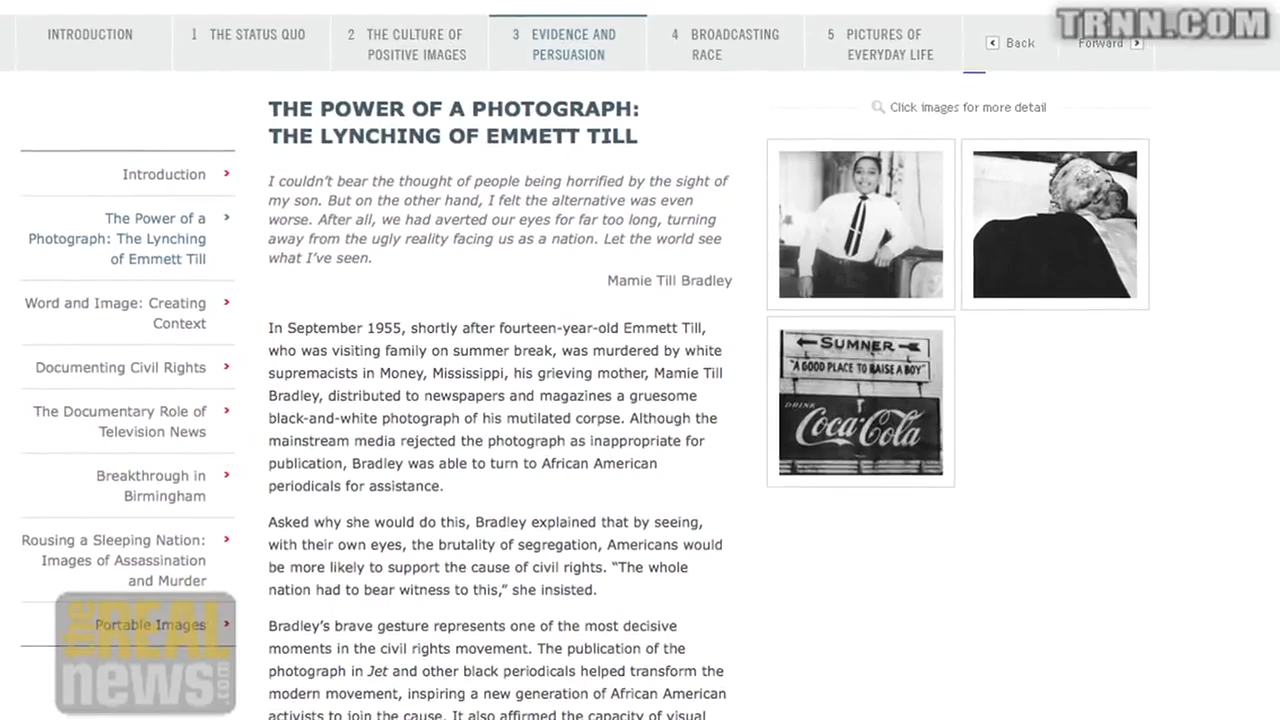 TRNN.COM
INTRODUCTION
1 THE STATUS QUO
2 THE CULTURE OF
POSITIVE IMAGES
3 EVIDENCE AND
PERSUASION
4 BROADCASTING
RACE
5 PICTURES OF
EVERYDAY LIFE
Back
Forward
Introduction
The Power of a
Photograph: The Lynching
of Emmett Till
Word and Image: Creating
Context
Documenting Civil Rights
The Documentary Role of
Television News
Breakthrough in
Birmingham
Rousing a Sleeping Nation:
Images of Assassination
and Murder
Portable Images
the REAL
news.com
THE POWER OF A PHOTOGRAPH:
THE LYNCHING OF EMMETT TILL
I couldn’t bear the thought of people being horrified by the sight of
my son. But on the other hand, I felt the alternative was even
worse. After all, we had averted our eyes for far too long, turning
away from the ugly reality facing us as a nation. Let the world see
what I’ve seen.
Mamie Till Bradley
In September 1955, shortly after fourteen-year-old Emmett Till,
who was visiting family on summer break, was murdered by white
supremacists in Money, Mississippi, his grieving mother, Mamie Till
Bradley, distributed to newspapers and magazines a gruesome
black-and-white photograph of his mutilated corpse. Although the
mainstream media rejected the photograph as inappropriate for
publication, Bradley was able to turn to African American
periodicals for assistance.
Asked why she would do this, Bradley explained that by seeing,
with their own eyes, the brutality of segregation, Americans would
be more likely to support the cause of civil rights. “The whole
nation had to bear witness to this,” she insisted.
Bradley’s brave gesture represents one of the most decisive
moments in the civil rights movement. The publication of the
photograph in Jet and other black periodicals helped transform the
modern movement, inspiring a new generation of African American
activists to join the cause. It also affirmed the capacity of visual
Click images for more detail
SUMNER
"A GOOD PLACE TO RAISE A BOY"
DRINK
Coca-Cola